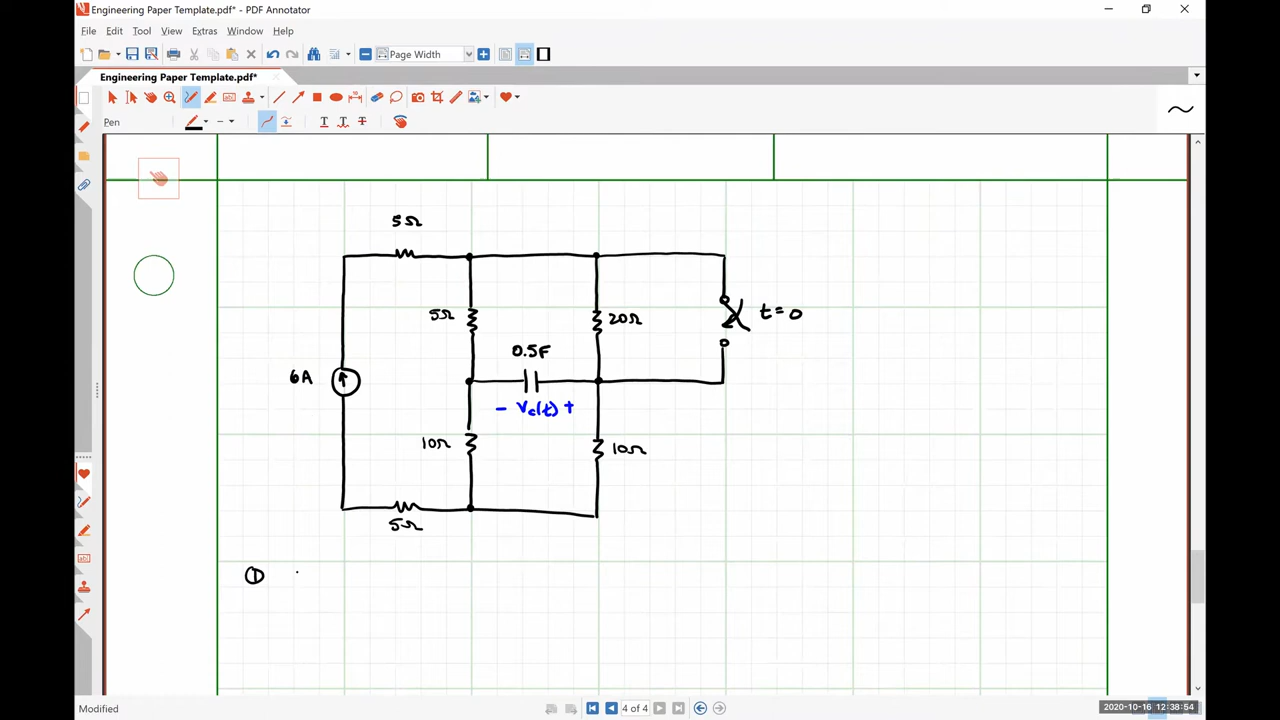 Engineering Paper Template.pdf* - PDF Annotator
File Edit View Tool Extras Window Help
Page Width
Engineering Paper Template.pdf*
Pen
5Ω
5Ω
20Ω
t=0
0.5F
6A
- Vc(t) +
10Ω
10Ω
5Ω
①
4 of 4
Modified
2020-10-16 12:38:54